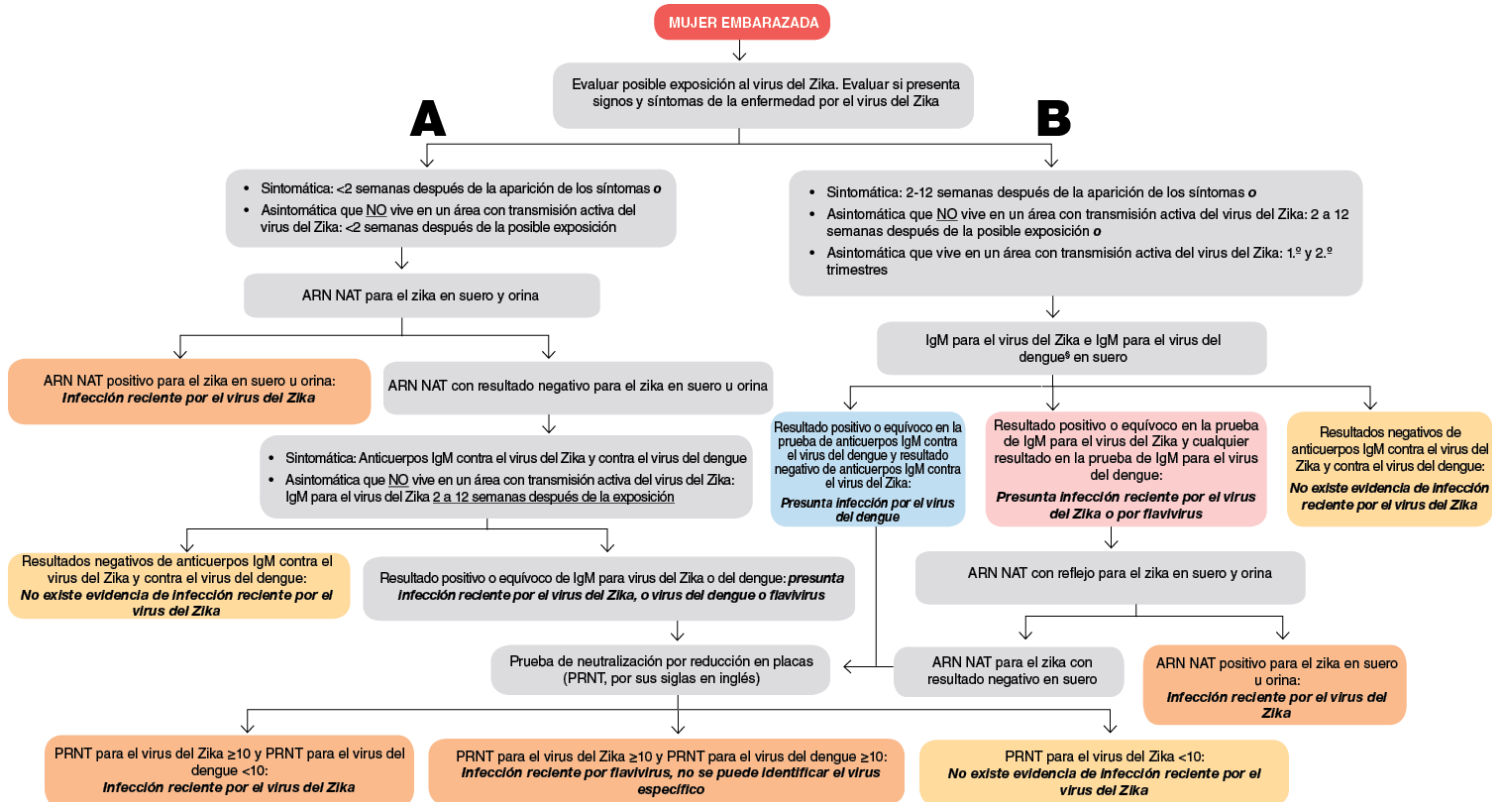 MUJER EMBARAZADA
Evaluar posible exposición al virus del Zika. Evaluar si presenta
signos y síntomas de la enfermedad por el virus del Zika
A
B
• Sintomática: <2 semanas después de la aparición de los síntomas o
• Asintomática que NO vive en un área con transmisión activa del
virus del Zika: <2 semanas después de la posible exposición
• Sintomática: 2-12 semanas después de la aparición de los síntomas o
• Asintomática que NO vive en un área con transmisión activa del virus del Zika: 2 a 12
semanas después de la posible exposición o
• Asintomática que vive en un área con transmisión activa del virus del Zika: 1.º y 2.º
trimestres
ARN NAT para el zika en suero y orina
IgM para el virus del Zika e IgM para el virus del
dengue§ en suero
ARN NAT positivo para el zika en suero u orina:
Infección reciente por el virus del Zika
ARN NAT con resultado negativo para el zika en suero u orina
• Sintomática: Anticuerpos IgM contra el virus del Zika y contra el virus del dengue
• Asintomática que NO vive en un área con transmisión activa del virus del Zika:
IgM para el virus del Zika 2 a 12 semanas después de la exposición
Resultado positivo o equívoco en la
prueba de anticuerpos IgM contra
el virus del dengue y resultado
negativo de anticuerpos IgM contra
el virus del Zika:
Presunta infección por el virus
del dengue
Resultado positivo o equívoco en la prueba
de IgM para el virus del Zika y cualquier
resultado en la prueba de IgM para el virus
del dengue:
Presunta infección reciente por el virus
del Zika o por flavivirus
Resultados negativos de
anticuerpos IgM contra el virus del
Zika y contra el virus del dengue:
No existe evidencia de infección
reciente por el virus del Zika
Resultados negativos de anticuerpos IgM contra el
virus del Zika y contra el virus del dengue:
No existe evidencia de infección reciente por el
virus del Zika
Resultado positivo o equívoco de IgM para virus del Zika o del dengue: presunta
infección reciente por el virus del Zika, o virus del dengue o flavivirus
ARN NAT con reflejo para el zika en suero y orina
Prueba de neutralización por reducción en placas
(PRNT, por sus siglas en inglés)
ARN NAT para el zika con
resultado negativo en suero
ARN NAT positivo para el zika en suero
u orina:
Infección reciente por el virus del
Zika
PRNT para el virus del Zika ≥10 y PRNT para el virus del
dengue <10:
Infección reciente por el virus del Zika
PRNT para el virus del Zika ≥10 y PRNT para el virus del dengue ≥10:
Infección reciente por flavivirus, no se puede identificar el virus
específico
PRNT para el virus del Zika <10:
No existe evidencia de infección reciente por el
virus del Zika